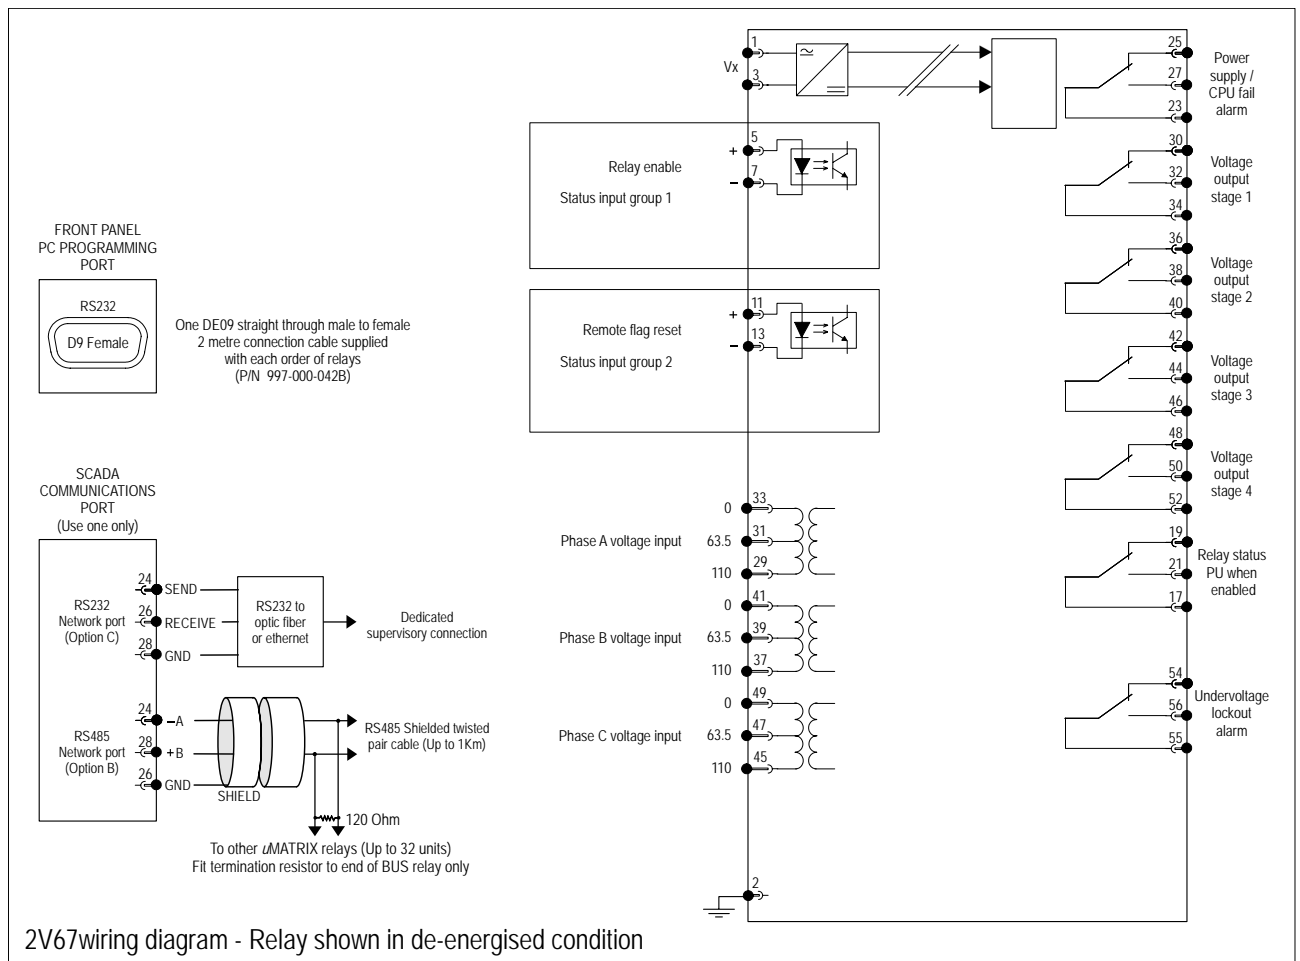 FRONT PANEL
PC PROGRAMMING
PORT
RS232
D9 Female
One DE09 straight through male to female
2 metre connection cable supplied
with each order of relays
(P/N 997-000-042B)
SCADA
COMMUNICATIONS
PORT
(Use one only)
RS232
Network port
(Option C)
24
SEND
26
RECEIVE
28
GND
RS232 to
optic fiber
or ethernet
Dedicated
supervisory connection
RS485
Network port
(Option B)
24
–A
28
+B
26
GND
SHIELD
RS485 Shielded twisted
pair cable (Up to 1Km)
120 Ohm
To other uMATRIX relays (Up to 32 units)
Fit termination resistor to end of BUS relay only
Vx
1
3
Relay enable
Status input group 1
+
5
–
7
Remote flag reset
Status input group 2
+
11
–
13
Phase A voltage input
0
33
63.5
31
110
29
Phase B voltage input
0
41
63.5
39
110
37
Phase C voltage input
0
49
63.5
47
110
45
2
25
27
23
Power
supply /
CPU fail
alarm
30
32
34
Voltage
output
stage 1
36
38
40
Voltage
output
stage 2
42
44
46
Voltage
output
stage 3
48
50
52
Voltage
output
stage 4
19
21
17
Relay status
PU when
enabled
54
56
55
Undervoltage
lockout
alarm
2V67wiring diagram - Relay shown in de-energised condition